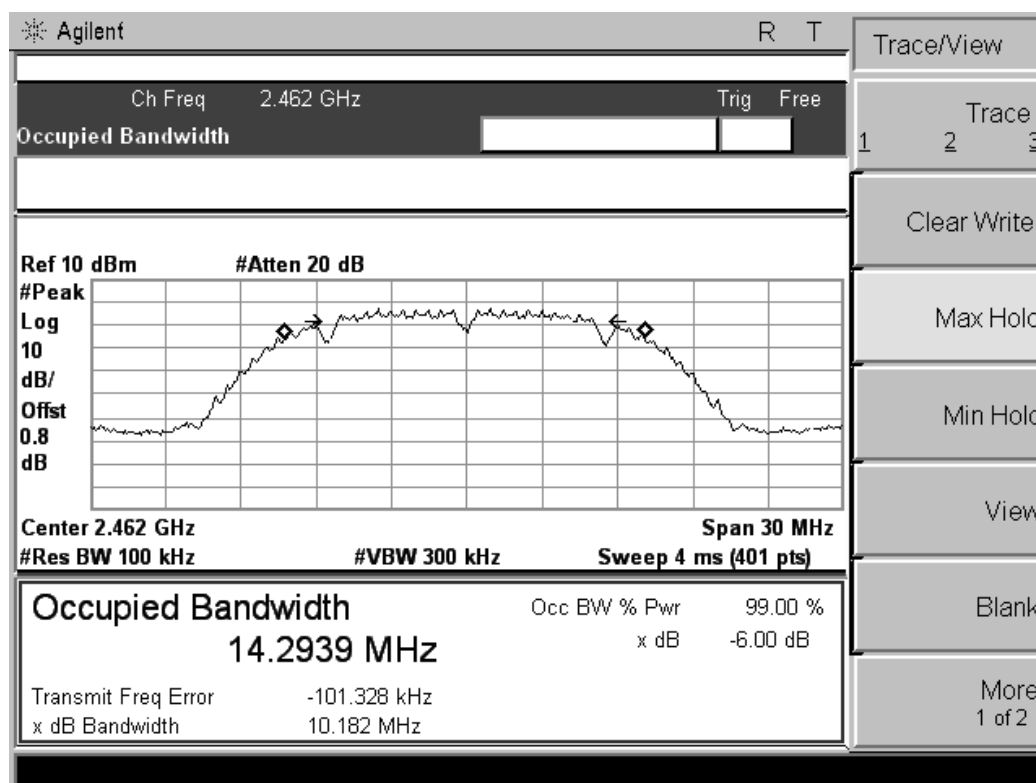 Agilent R T
Trace/View
Ch Freq 2.462 GHz Trig Free
Occupied Bandwidth
Trace
1 2 3
Clear Write
Max Hold
Min Hold
View
Blank
More
1 of 2
Ref 10 dBm #Atten 20 dB
#Peak
Log
10
dB/
Offst
0.8
dB
Center 2.462 GHz Span 30 MHz
#Res BW 100 kHz #VBW 300 kHz Sweep 4 ms (401 pts)
Occupied Bandwidth
14.2939 MHz
Occ BW % Pwr 99.00 %
x dB -6.00 dB
Transmit Freq Error -101.328 kHz
x dB Bandwidth 10.182 MHz